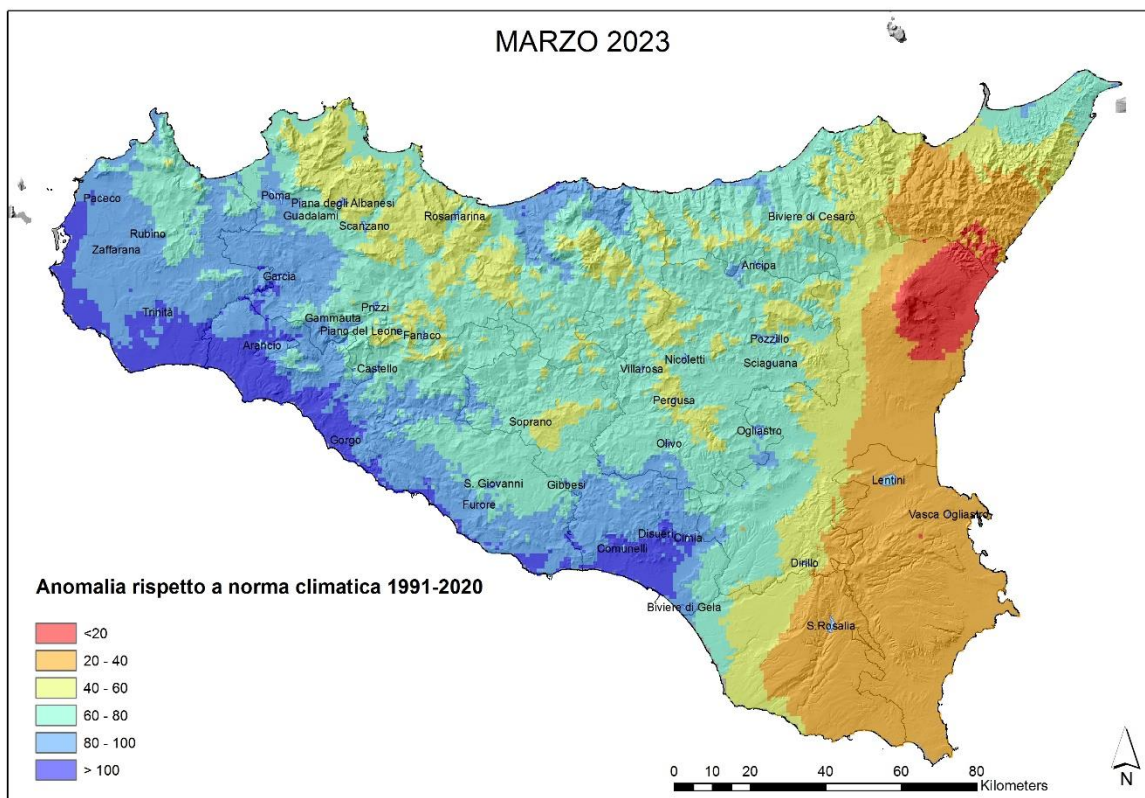 MARZO 2023
Paceco
Poma
Piana degli Albanesi
Guadalami
Scanzano
Rosamarina
Biviere di Cesarò
Rubino
Zaffarana
Garcia
Ancipa
Trinità
Prizzi
Gammauta
Piano del Leone
Fanaco
Arancio
Castello
Pozzillo
Nicoletti
Villarosa
Sciaguana
Pergusa
Soprano
Ogliastro
Gorgo
Olivo
S. Giovanni
Gibbesi
Furore
Lentini
Vasca Ogliastro
Disueri
Cimia
Comunelli
Dirillo
Biviere di Gela
S.Rosalia
Anomalia rispetto a norma climatica 1991-2020
<20
20 - 40
40 - 60
60 - 80
80 - 100
> 100
0 10 20 40 60 80
Kilometers
N